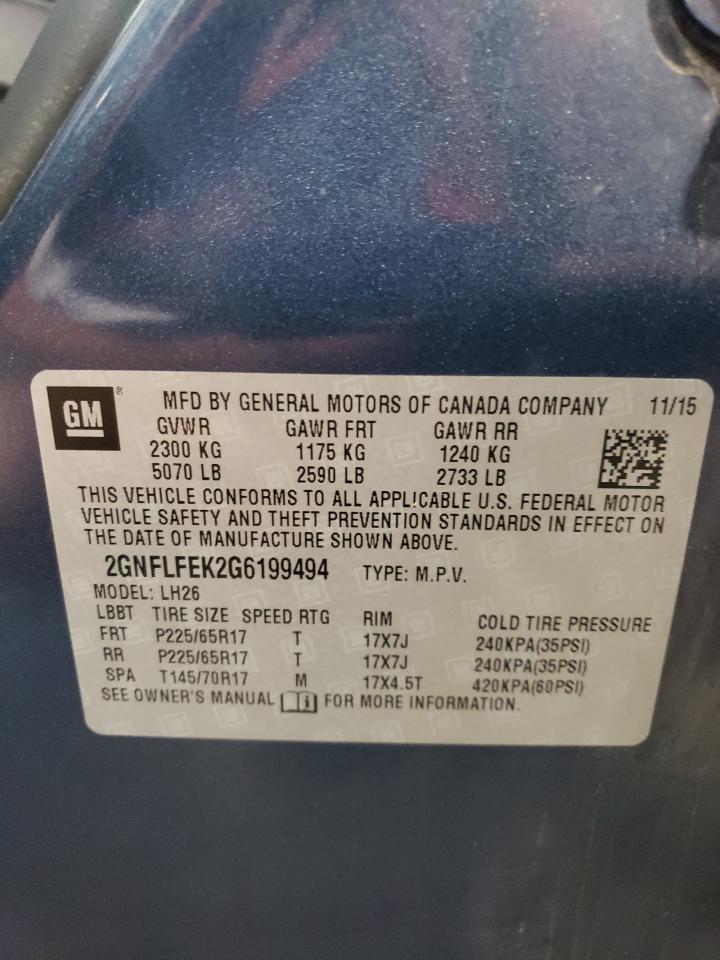 GM ® MFD BY GENERAL MOTORS OF CANADA COMPANY 11/15
GVWR GAWR FRT GAWR RR
2300 KG 1175 KG 1240 KG
5070 LB 2590 LB 2733 LB
THIS VEHICLE CONFORMS TO ALL APPLICABLE U.S. FEDERAL MOTOR
VEHICLE SAFETY AND THEFT PREVENTION STANDARDS IN EFFECT ON
THE DATE OF MANUFACTURE SHOWN ABOVE.
2GNFLFEK2G6199494 TYPE: M.P.V.
MODEL: LH26
LBBT TIRE SIZE SPEED RTG RIM COLD TIRE PRESSURE
FRT P225/65R17 T 17X7J 240KPA(35PSI)
RR P225/65R17 T 17X7J 240KPA(35PSI)
SPA T145/70R17 M 17X4.5T 420KPA(60PSI)
SEE OWNER'S MANUAL i FOR MORE INFORMATION.